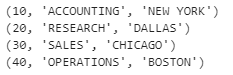 (10, 'ACCOUNTING', 'NEW YORK')
(20, 'RESEARCH', 'DALLAS')
(30, 'SALES', 'CHICAGO')
(40, 'OPERATIONS', 'BOSTON')